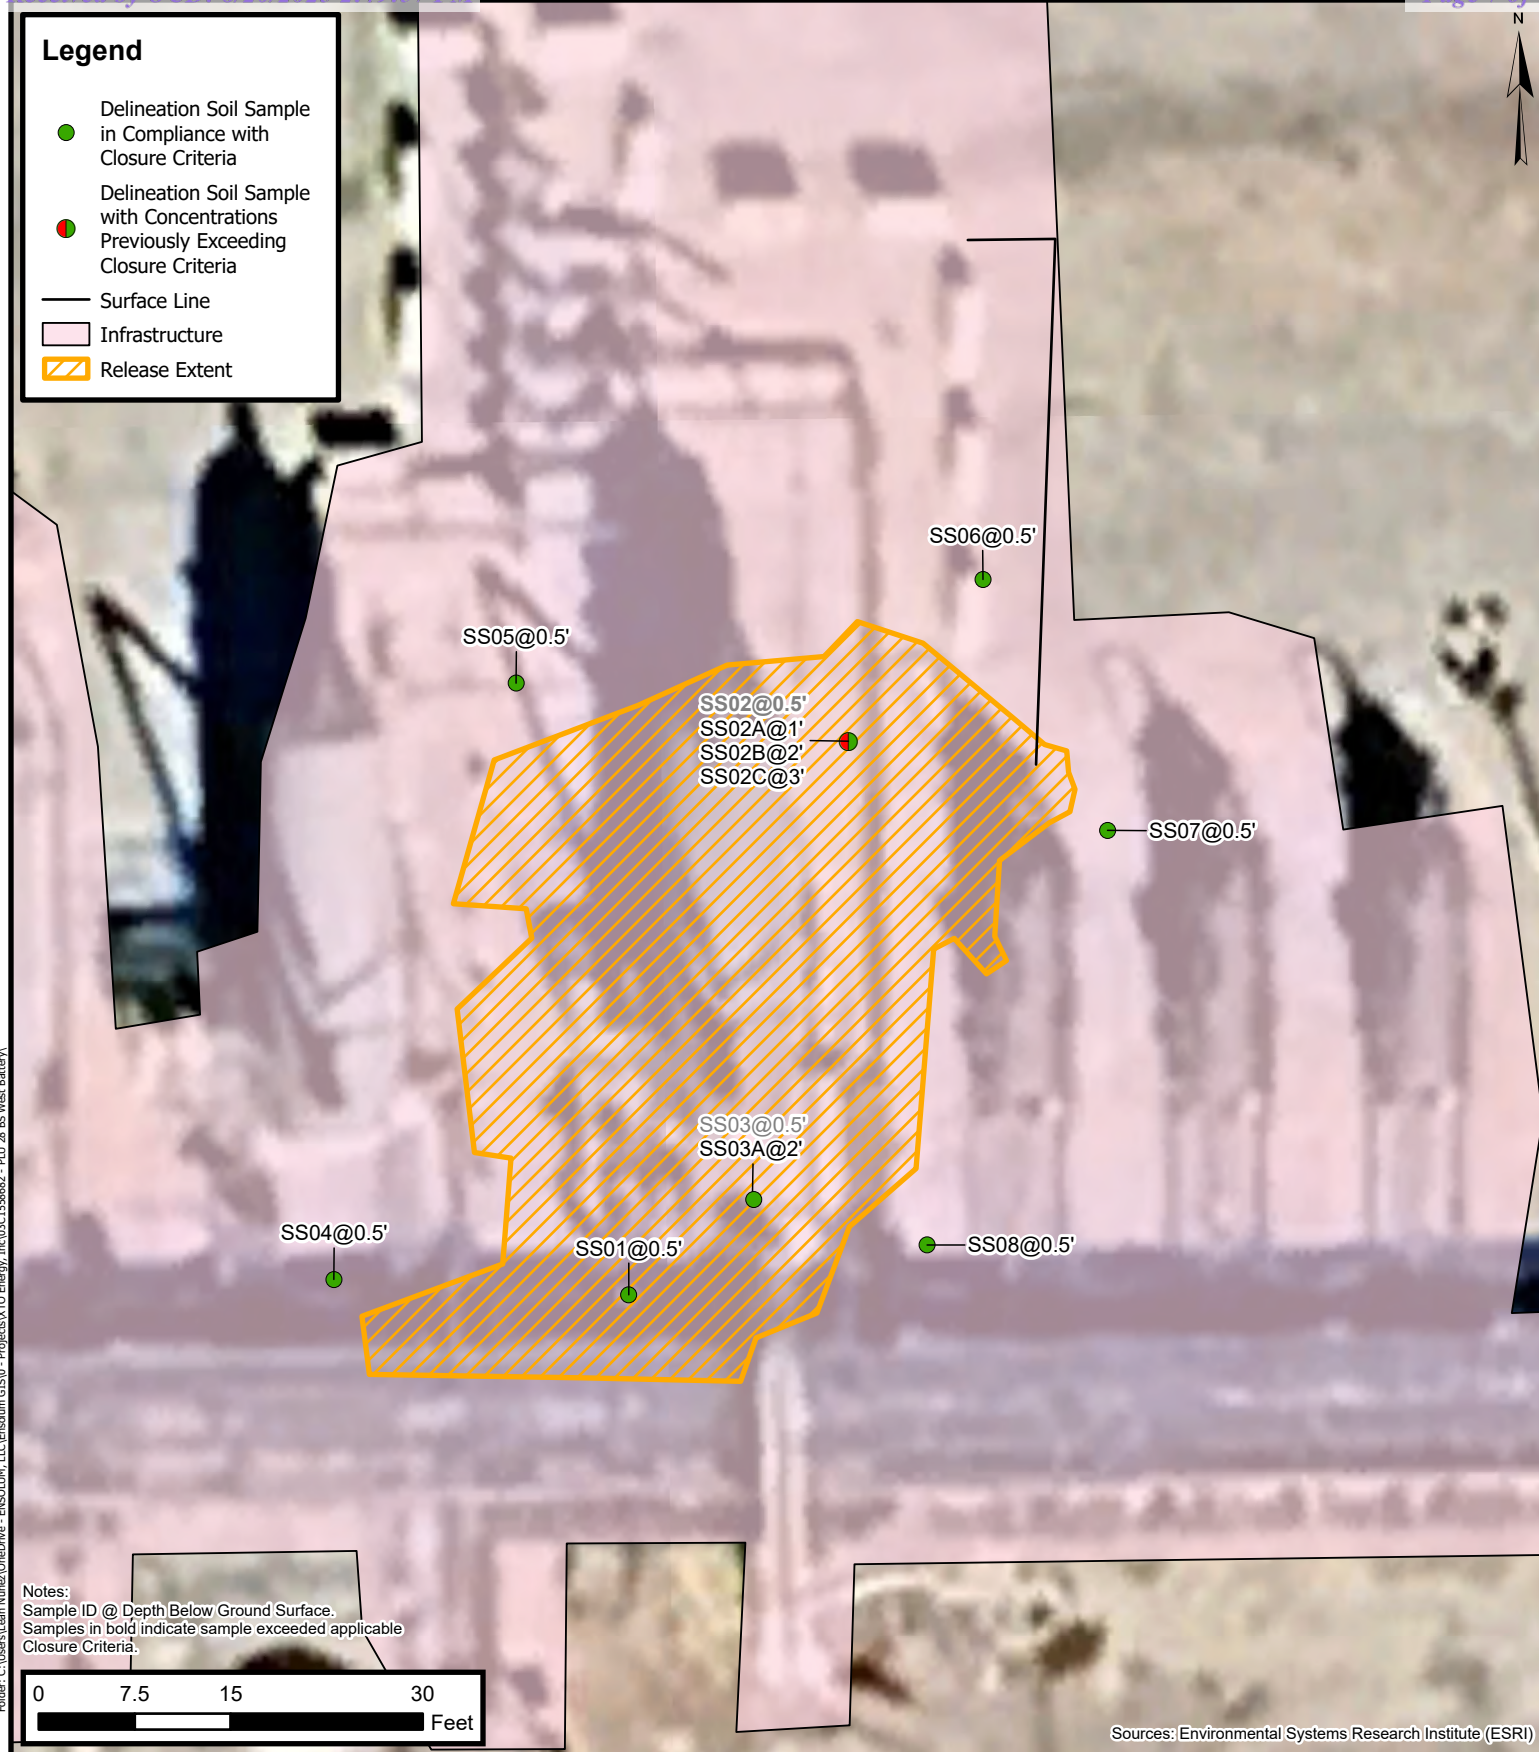 Legend
Delineation Soil Sample
in Compliance with
Closure Criteria
Delineation Soil Sample
with Concentrations
Previously Exceeding
Closure Criteria
Surface Line
Infrastructure
Release Extent
N
SS06@0.5'
SS05@0.5'
SS02@0.5'
SS02A@1'
SS02B@2'
SS02C@3'
SS07@0.5'
SS03@0.5'
SS03A@2'
SS04@0.5'
SS01@0.5'
SS08@0.5'
Notes:
Sample ID @ Depth Below Ground Surface.
Samples in bold indicate sample exceeded applicable
Closure Criteria.
0 7.5 15 30
Feet
Sources: Environmental Systems Research Institute (ESRI)